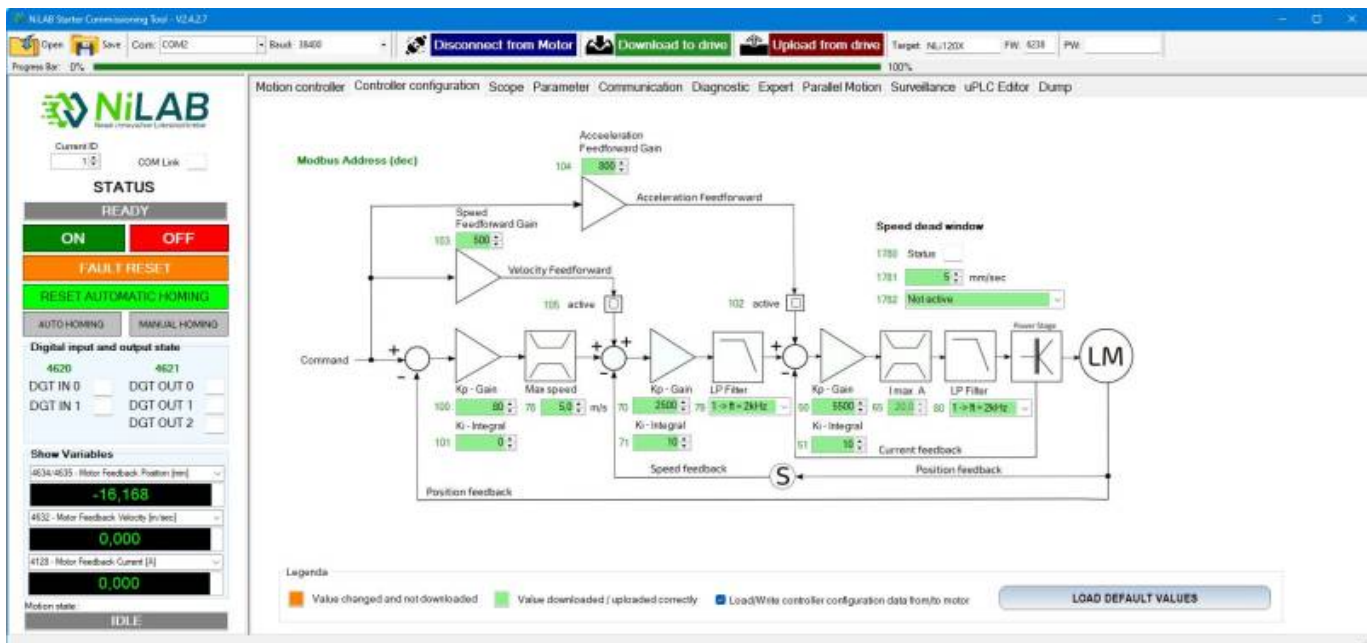 NiLAB Starter Commissioning Tool - V2.4.2.7
Open Save Com: COM2 Baud: 38400 Disconnect from Motor Download to drive Upload from drive Target: NLi120X FW: 6238 PW:
Progress Bar: 0% 100%
Motion controller Controller configuration Scope Parameter Communication Diagnostic Expert Parallel Motion Surveillance uPLC Editor Dump
NiLAB
Current ID
1 COM Link
STATUS
READY
ON OFF
FAULT RESET
RESET AUTOMATIC HOMING
AUTO HOMING MANUAL HOMING
Digital input and output state
4620 4621
DGT IN 0 DGT OUT 0
DGT IN 1 DGT OUT 1
DGT OUT 2
Show Variables
4634/4635 - Motor Feedback Position [mm]
-16,168
4632 - Motor Feedback Velocity [m/sec]
0,000
4128 - Motor Feedback Current [A]
0,000
Motion state:
IDLE
Modbus Address (dec)
Acceleration
Feedforward Gain
104 800
Acceleration Feedforward
Speed
Feedforward Gain
103 500
Velocity Feedforward
105 active
102 active
Speed dead window
1780 Status
1781 5 mm/sec
1782 Not active
Power Stage
Command + - + + - + - LM
Kp - Gain Max speed Kp - Gain LP Filter Kp - Gain I max A LP Filter
100 80 78 5,0 m/s 70 2500 79 1 -> ft = 2kHz 50 5500 65 20,0 80 1 -> ft = 2kHz
Ki - Integral Ki - Integral Ki - Integral
101 0 71 10 51 10
Current feedback
Speed feedback S Position feedback
Position feedback
Legenda
Value changed and not downloaded Value downloaded / uploaded correctly Load/Write controller configuration data from/to motor LOAD DEFAULT VALUES